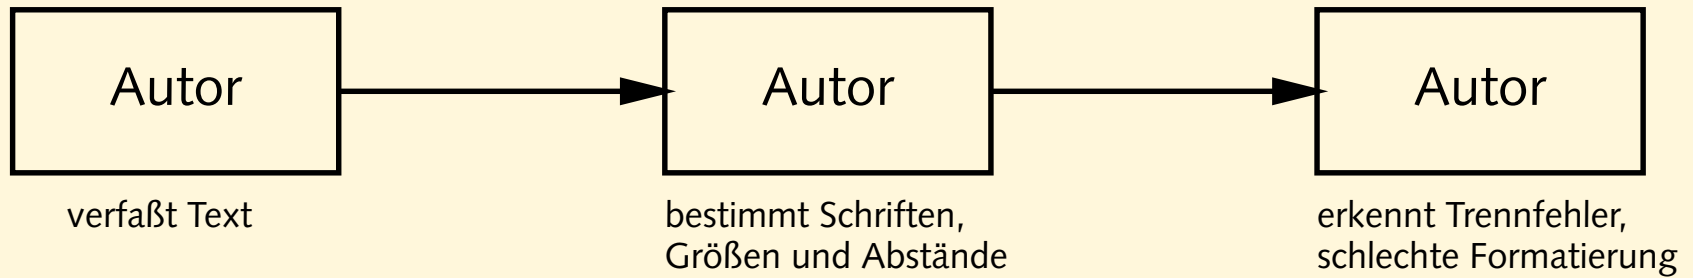 Autor
Autor
Autor
verfaßt Text
bestimmt Schriften,
Größen und Abstände
erkennt Trennfehler,
schlechte Formatierung